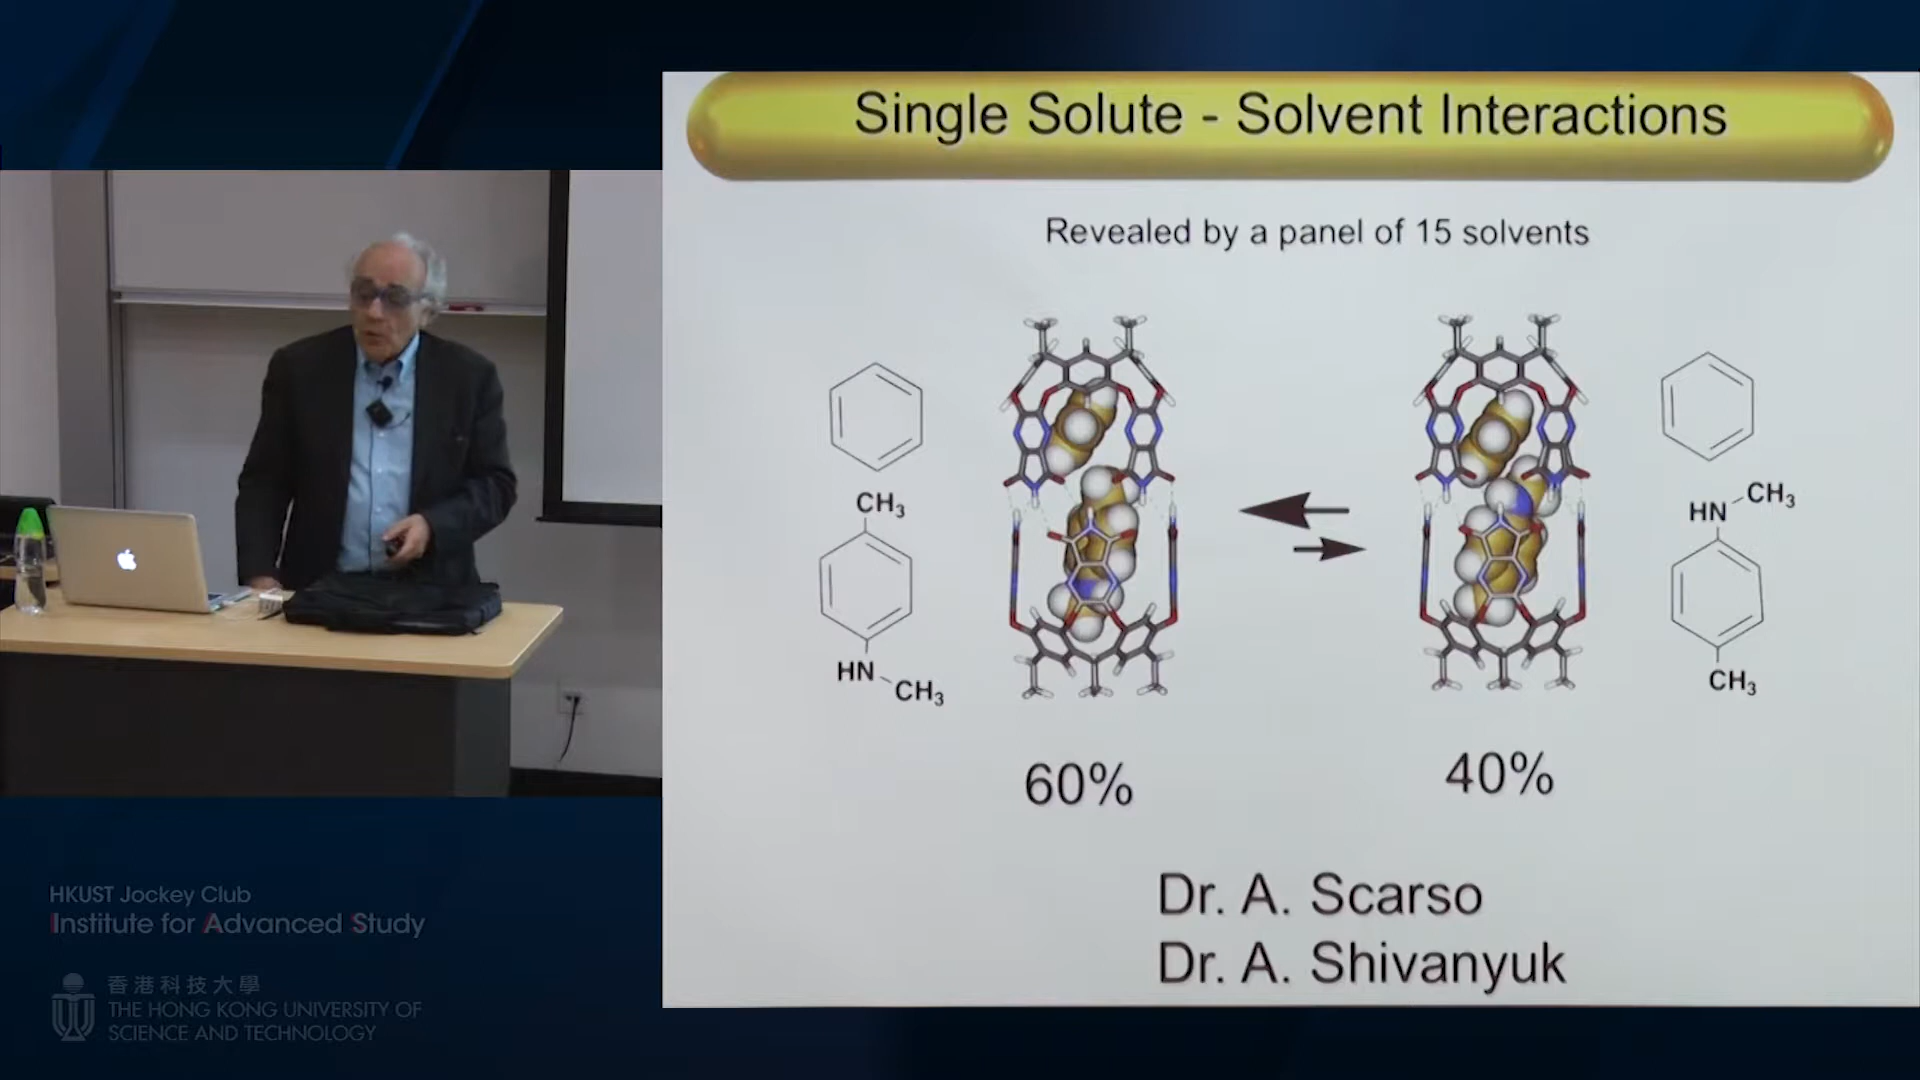 Single Solute - Solvent Interactions
Revealed by a panel of 15 solvents
CH3
HN
CH3
HN
CH3
CH3
60%
40%
Dr. A. Scarso
Dr. A. Shivanyuk
HKUST Jockey Club
Institute for Advanced Study
香港科技大學
THE HONG KONG UNIVERSITY OF
SCIENCE AND TECHNOLOGY